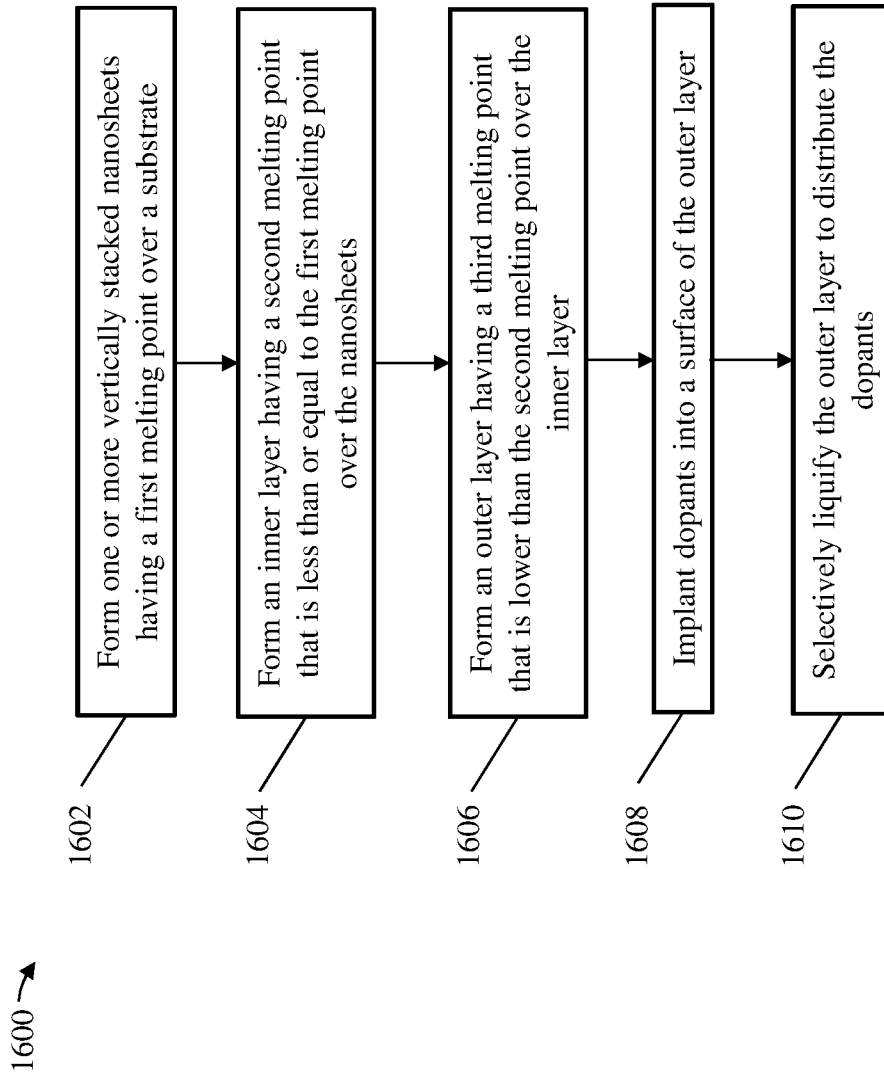 1600
1602
Form one or more vertically stacked nanosheets
having a first melting point over a substrate
1604
Form an inner layer having a second melting point
that is less than or equal to the first melting point
over the nanosheets
1606
Form an outer layer having a third melting point
that is lower than the second melting point over the
inner layer
1608
Implant dopants into a surface of the outer layer
1610
Selectively liquify the outer layer to distribute the
dopants